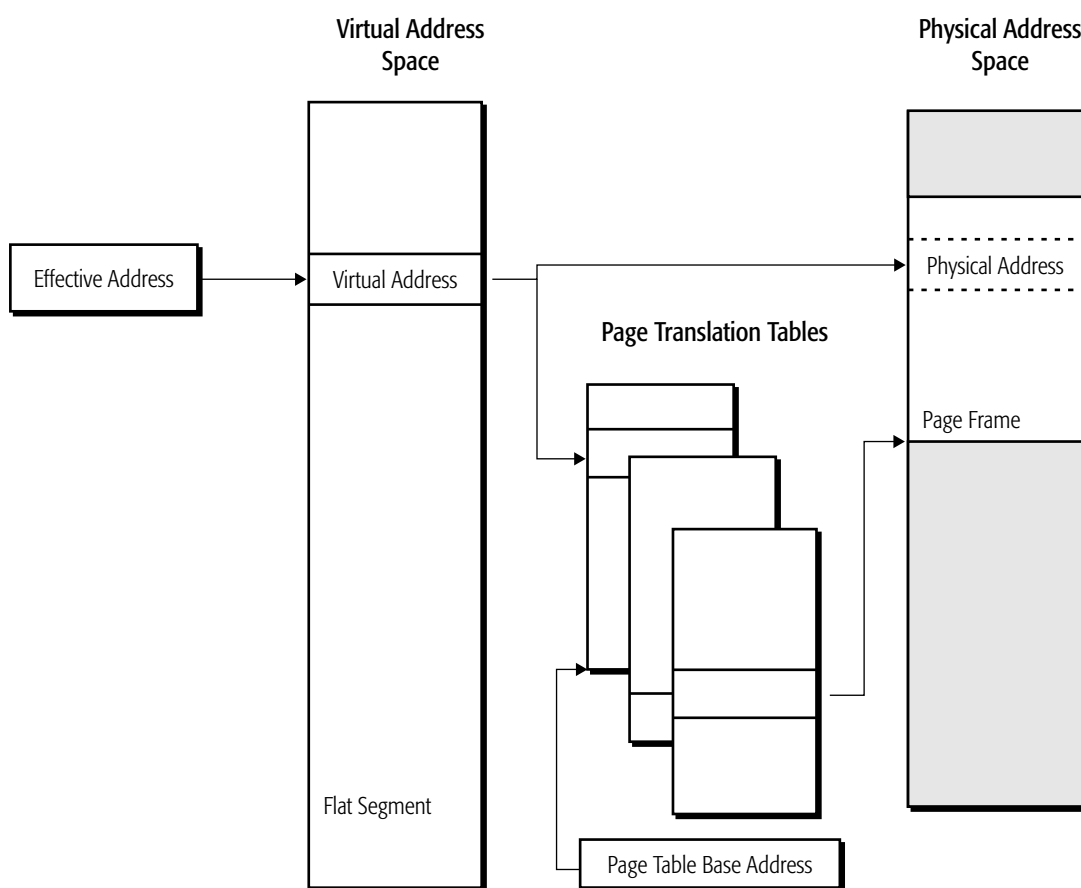 Virtual Address
Space
Physical Address
Space
Effective Address
Virtual Address
Physical Address
Page Translation Tables
Page Frame
Flat Segment
Page Table Base Address